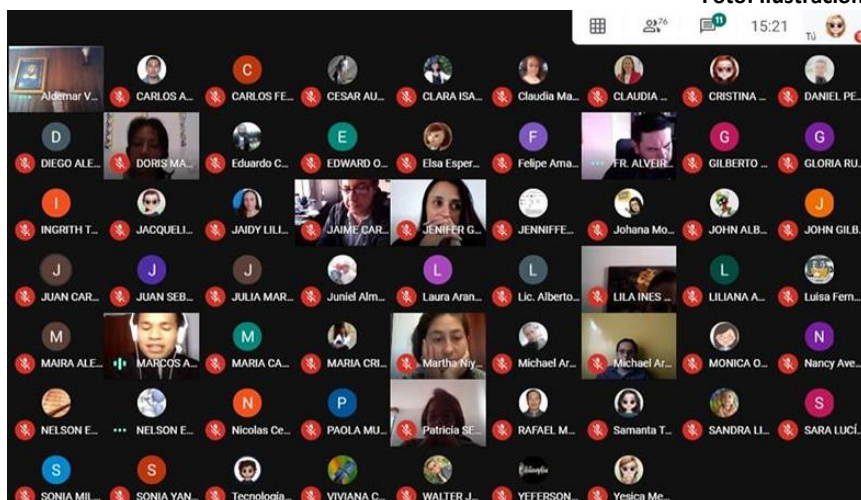 Foto: Ilustración
76 11 15:21 Tú
Aldemar V... CARLOS A... CARLOS FE... CESAR AU... CLARA ISA... Claudia Ma... CLAUDIA ... CRISTINA ... DANIEL PE...
D E F G G
DIEGO ALE... DORIS MA... Eduardo C... EDWARD O... Elsa Esper... Felipe Ama... FR. ALVEIR... GILBERTO ... GLORIA RU...
I J
INGRITH T... JACQUELI... JAIDY LILI... JAIME CAR... JENIFER G... JENNIFFE... Johana Mo... JOHN ALB... JOHN GILB...
J J J L L L
JUAN CAR... JUAN SEB... JULIA MAR... Juniel Alm... Laura Aran... Lic. Alberto... LILA INES ... LILIANA A... Luisa Fern...
M M N
MAIRA ALE... MARCOS A... MARIA CA... MARIA CRI... Martha Niy... Michael Ar... Michael Ar... MONICA O... Nancy Ave...
N P S
NELSON E... NELSON E... Nicolas Ce... PAOLA MU... Patricia SE... RAFAEL M... Samanta T... SANDRA LI... SARA LUCÍ...
S S
SONIA MIL... SONIA YAN... Tecnología... VIVIANA C... WALTER J... YEFERSON... Yesica Me...